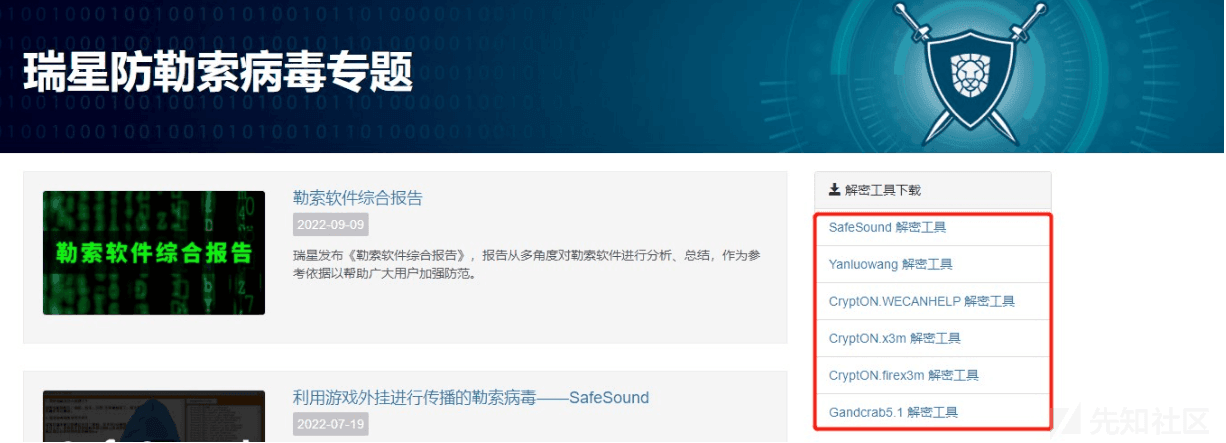 瑞星防勒索病毒专题
勒索软件综合报告
勒索软件综合报告
2022-09-09
瑞星发布《勒索软件综合报告》，报告从多角度对勒索软件进行分析、总结，作为参
考依据以帮助广大用户加强防范。
利用游戏外挂进行传播的勒索病毒——SafeSound
2022-07-19
解密工具下载
SafeSound 解密工具
Yanluowang 解密工具
CryptON.WECANHELP 解密工具
CryptON.x3m 解密工具
CryptON.firex3m 解密工具
Gandcrab5.1 解密工具
先知社区